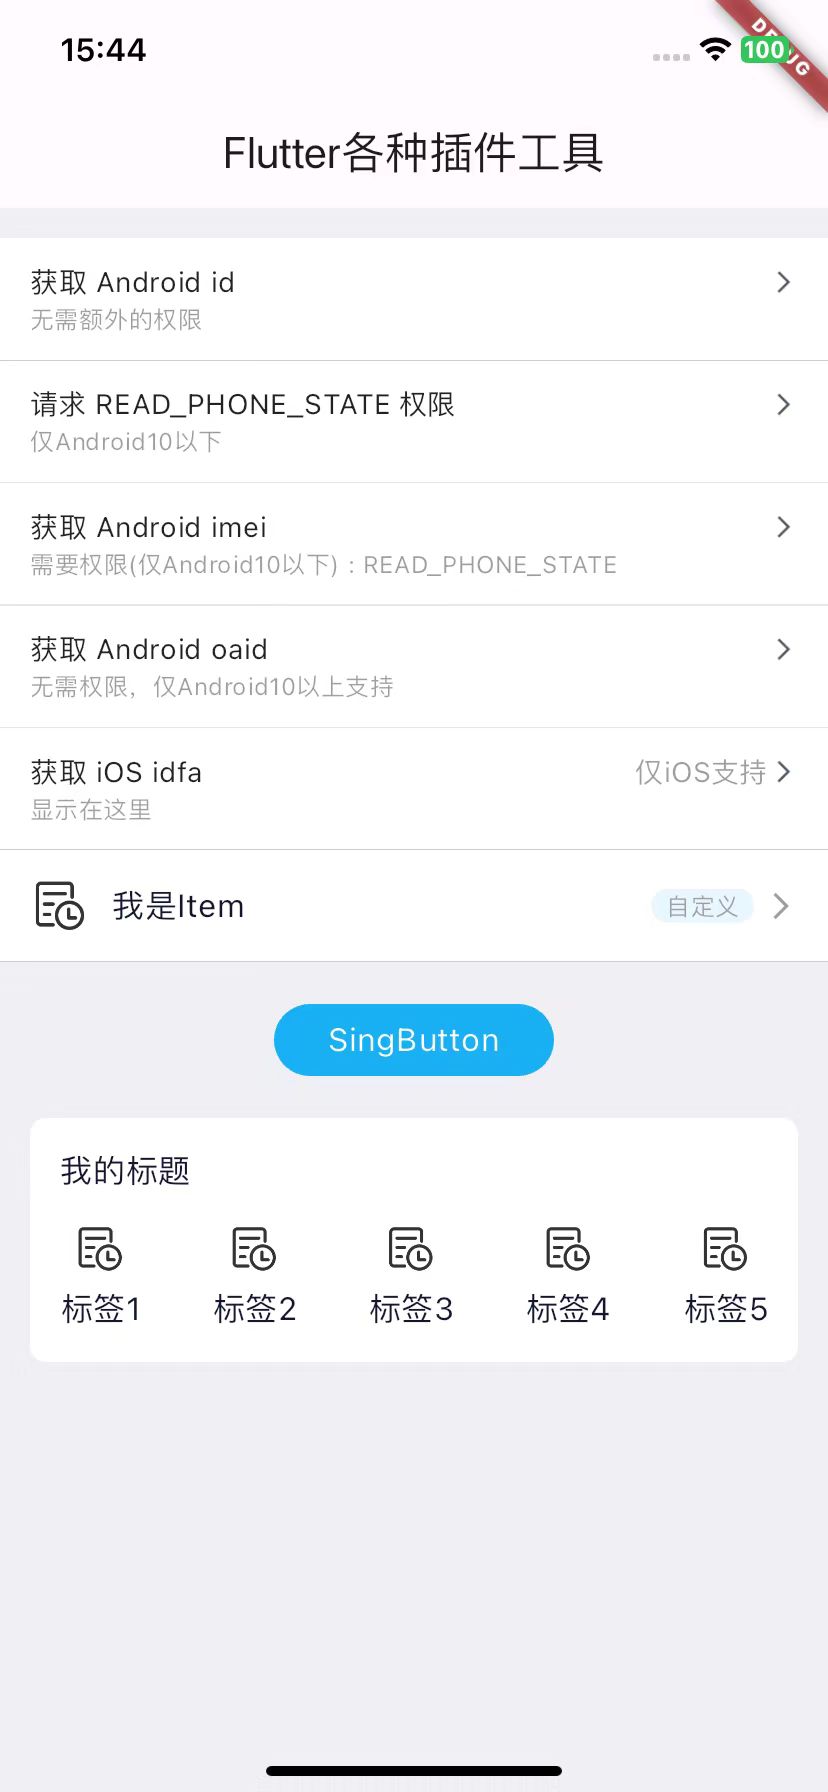 15:44
100
DEBUG
Flutter各种插件工具
获取 Android id
无需额外的权限
请求 READ_PHONE_STATE 权限
仅Android10以下
获取 Android imei
需要权限(仅Android10以下) : READ_PHONE_STATE
获取 Android oaid
无需权限，仅Android10以上支持
获取 iOS idfa
仅iOS支持
显示在这里
我是Item
自定义
SingButton
我的标题
标签1 标签2 标签3 标签4 标签5